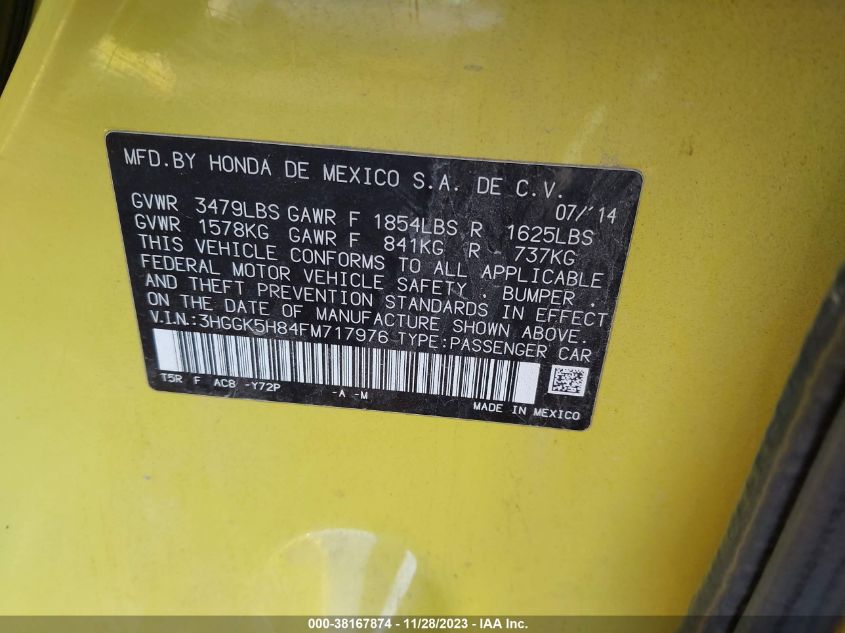 MFD.BY HONDA DE MEXICO S.A. DE C.V.
07/'14
GVWR 3479LBS GAWR F 1854LBS R 1625LBS
GVWR 1578KG GAWR F 841KG R - 737KG
THIS VEHICLE CONFORMS TO ALL APPLICABLE
FEDERAL MOTOR VEHICLE SAFETY , BUMPER ,
AND THEFT PREVENTION STANDARDS IN EFFECT
ON THE DATE OF MANUFACTURE SHOWN ABOVE.
V.I.N.:3HGGK5H84FM717976 TYPE:PASSENGER CAR
T5R F AC8 -Y72P -A -M
MADE IN MEXICO
000-38167874 - 11/28/2023 - IAA Inc.